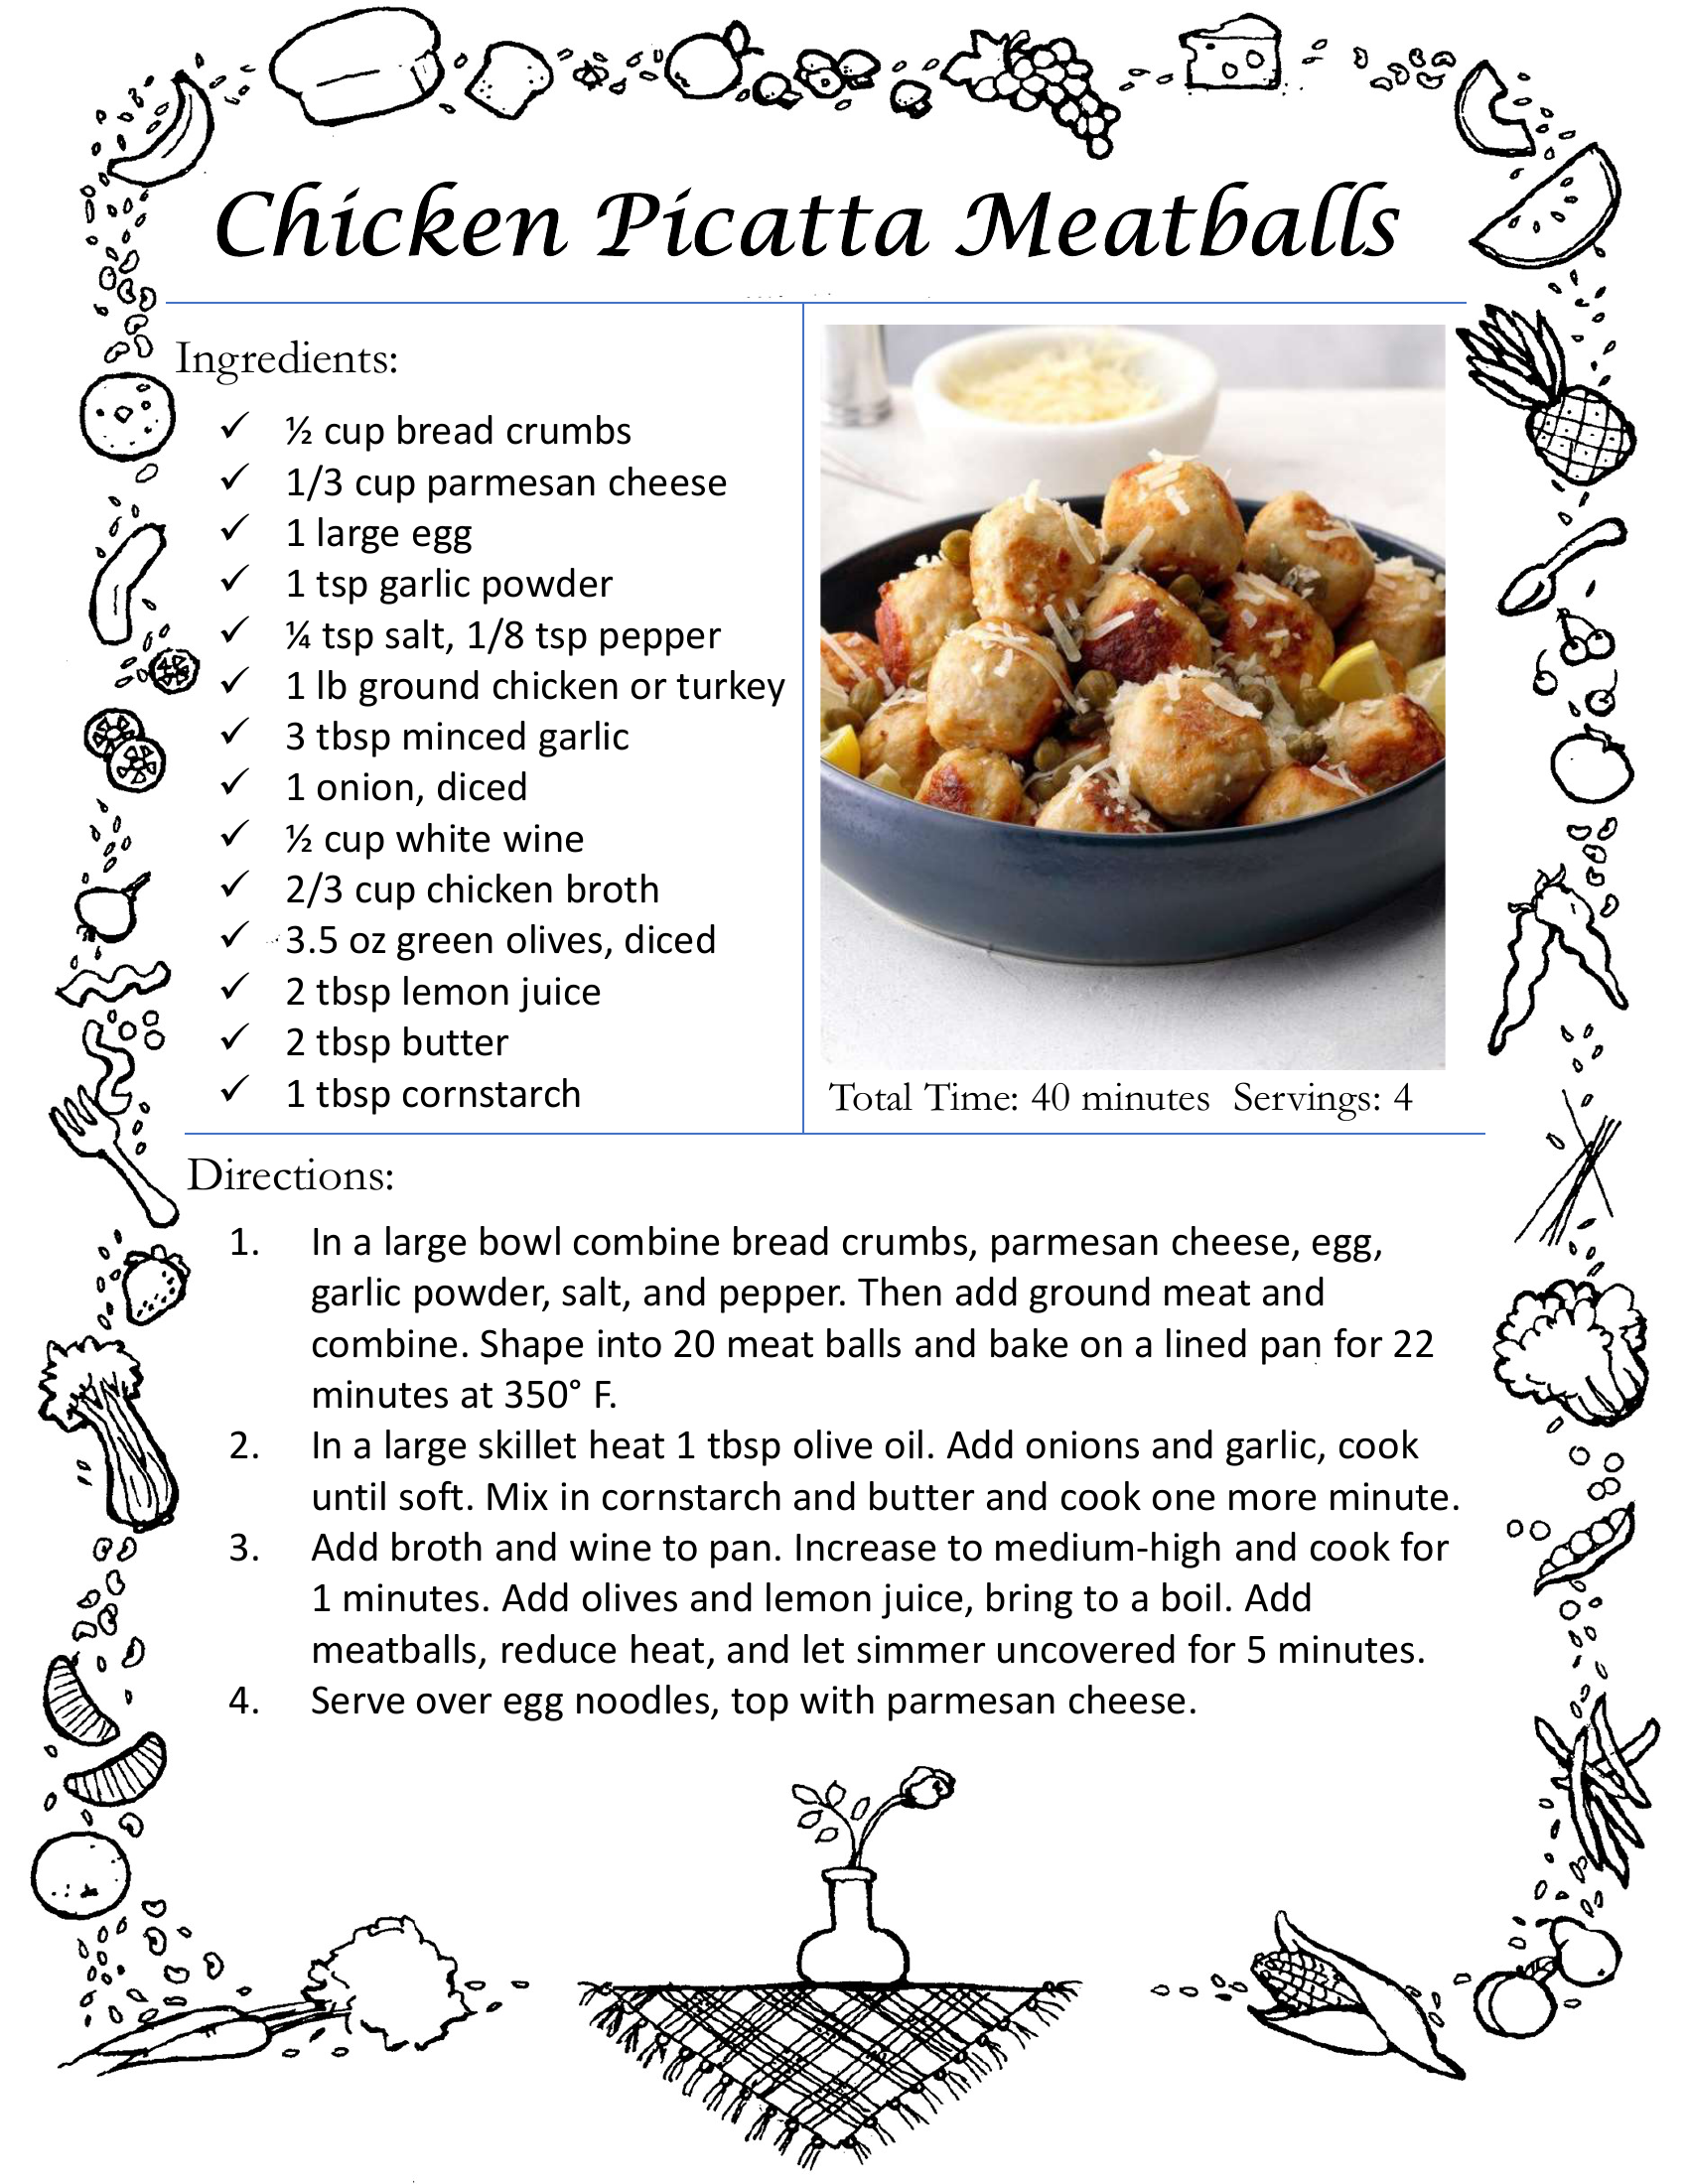 Chicken Picatta Meatballs
Ingredients:
✓ ½ cup bread crumbs
✓ 1/3 cup parmesan cheese
✓ 1 large egg
✓ 1 tsp garlic powder
✓ ¼ tsp salt, 1/8 tsp pepper
✓ 1 lb ground chicken or turkey
✓ 3 tbsp minced garlic
✓ 1 onion, diced
✓ ½ cup white wine
✓ 2/3 cup chicken broth
✓ 3.5 oz green olives, diced
✓ 2 tbsp lemon juice
✓ 2 tbsp butter
✓ 1 tbsp cornstarch
Total Time: 40 minutes Servings: 4
Directions:
1. In a large bowl combine bread crumbs, parmesan cheese, egg,
garlic powder, salt, and pepper. Then add ground meat and
combine. Shape into 20 meat balls and bake on a lined pan for 22
minutes at 350° F.
2. In a large skillet heat 1 tbsp olive oil. Add onions and garlic, cook
until soft. Mix in cornstarch and butter and cook one more minute.
3. Add broth and wine to pan. Increase to medium-high and cook for
1 minutes. Add olives and lemon juice, bring to a boil. Add
meatballs, reduce heat, and let simmer uncovered for 5 minutes.
4. Serve over egg noodles, top with parmesan cheese.